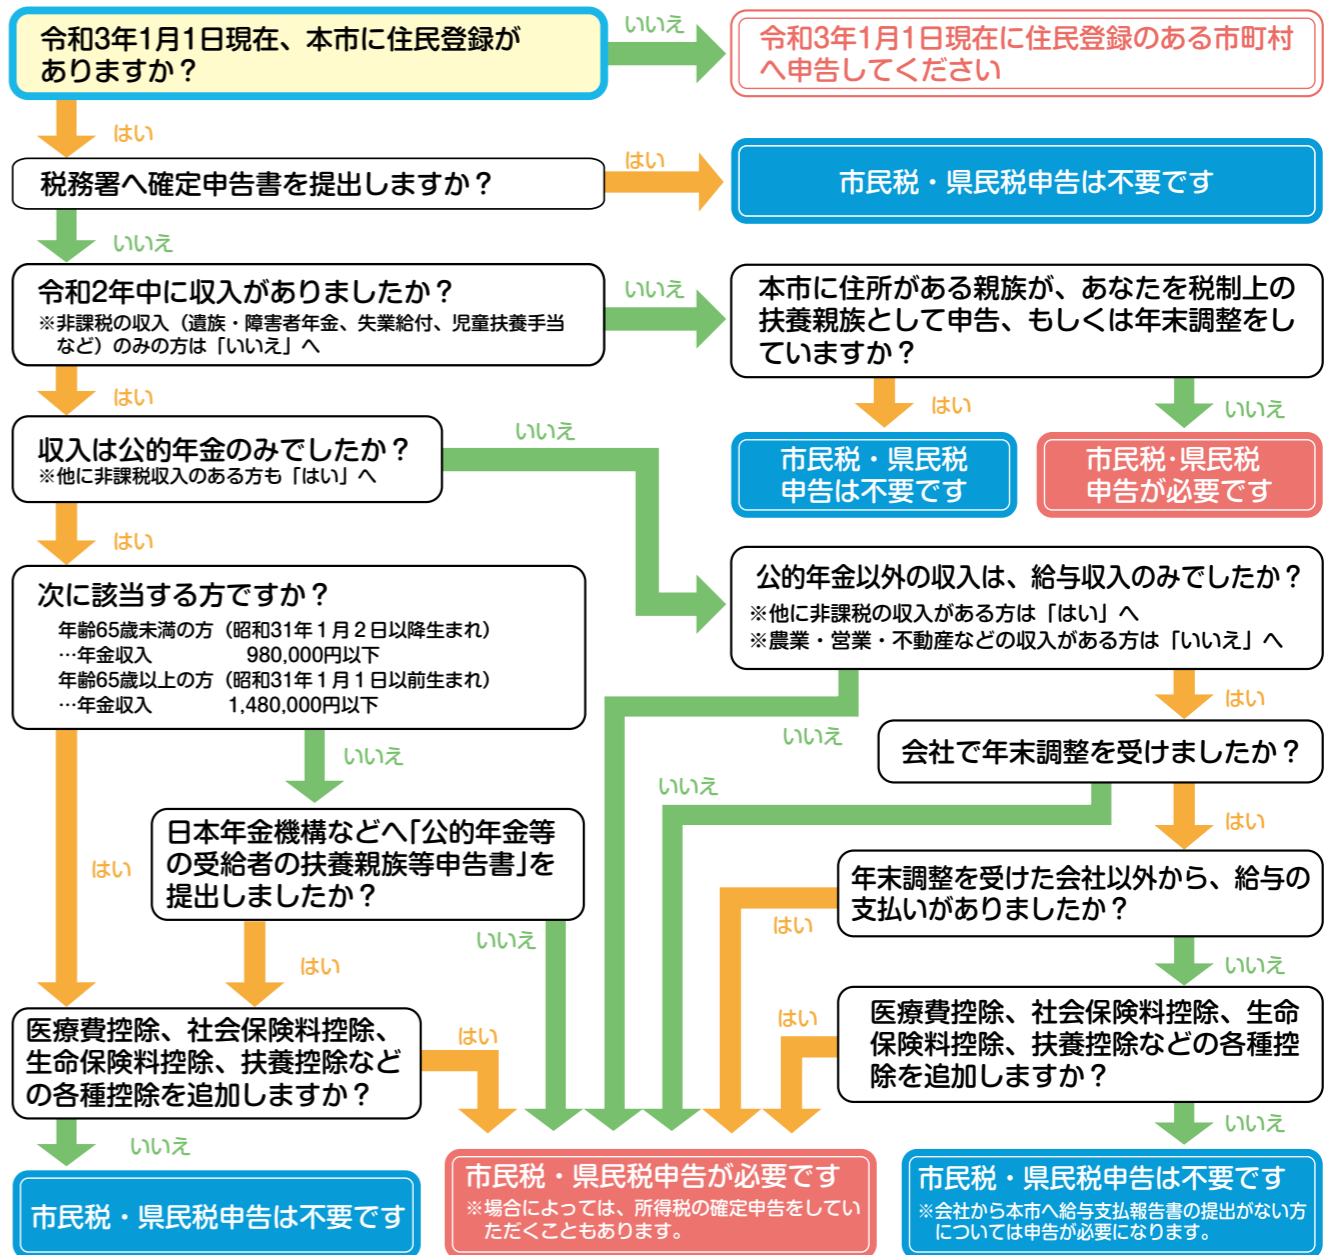 令和3年1月1日現在、本市に住民登録が
ありますか？
いいえ
令和3年1月1日現在に住民登録のある市町村
へ申告してください
はい
税務署へ確定申告書を提出しますか？
はい
市民税・県民税申告は不要です
いいえ
令和2年中に収入がありましたか？
※非課税の収入（遺族・障害者年金、失業給付、児童扶養手当
など）のみの方は「いいえ」へ
いいえ
本市に住所がある親族が、あなたを税制上の
扶養親族として申告、もしくは年末調整をし
ていますか？
はい
はい
いいえ
市民税・県民税
申告は不要です
市民税・県民税
申告が必要です
収入は公的年金のみでしたか？
※他に非課税収入のある方も「はい」へ
いいえ
はい
公的年金以外の収入は、給与収入のみでしたか？
※他に非課税の収入がある方は「はい」へ
※農業・営業・不動産などの収入がある方は「いいえ」へ
次に該当する方ですか？
年齢65歳未満の方（昭和31年１月２日以降生まれ）
…年金収入　980,000円以下
年齢65歳以上の方（昭和31年１月１日以前生まれ）
…年金収入　1,480,000円以下
いいえ
はい
会社で年末調整を受けましたか？
いいえ
いいえ
はい
日本年金機構などへ「公的年金等
の受給者の扶養親族等申告書」を
提出しましたか？
はい
年末調整を受けた会社以外から、給与の
支払いがありましたか？
はい
いいえ
はい
いいえ
医療費控除、社会保険料控除、
生命保険料控除、扶養控除など
の各種控除を追加しますか？
はい
はい
医療費控除、社会保険料控除、生命
保険料控除、扶養控除などの各種控
除を追加しますか？
いいえ
いいえ
市民税・県民税申告は不要です
市民税・県民税申告が必要です
※場合によっては、所得税の確定申告をしてい
ただくこともあります。
市民税・県民税申告は不要です
※会社から本市へ給与支払報告書の提出がない方
については申告が必要になります。